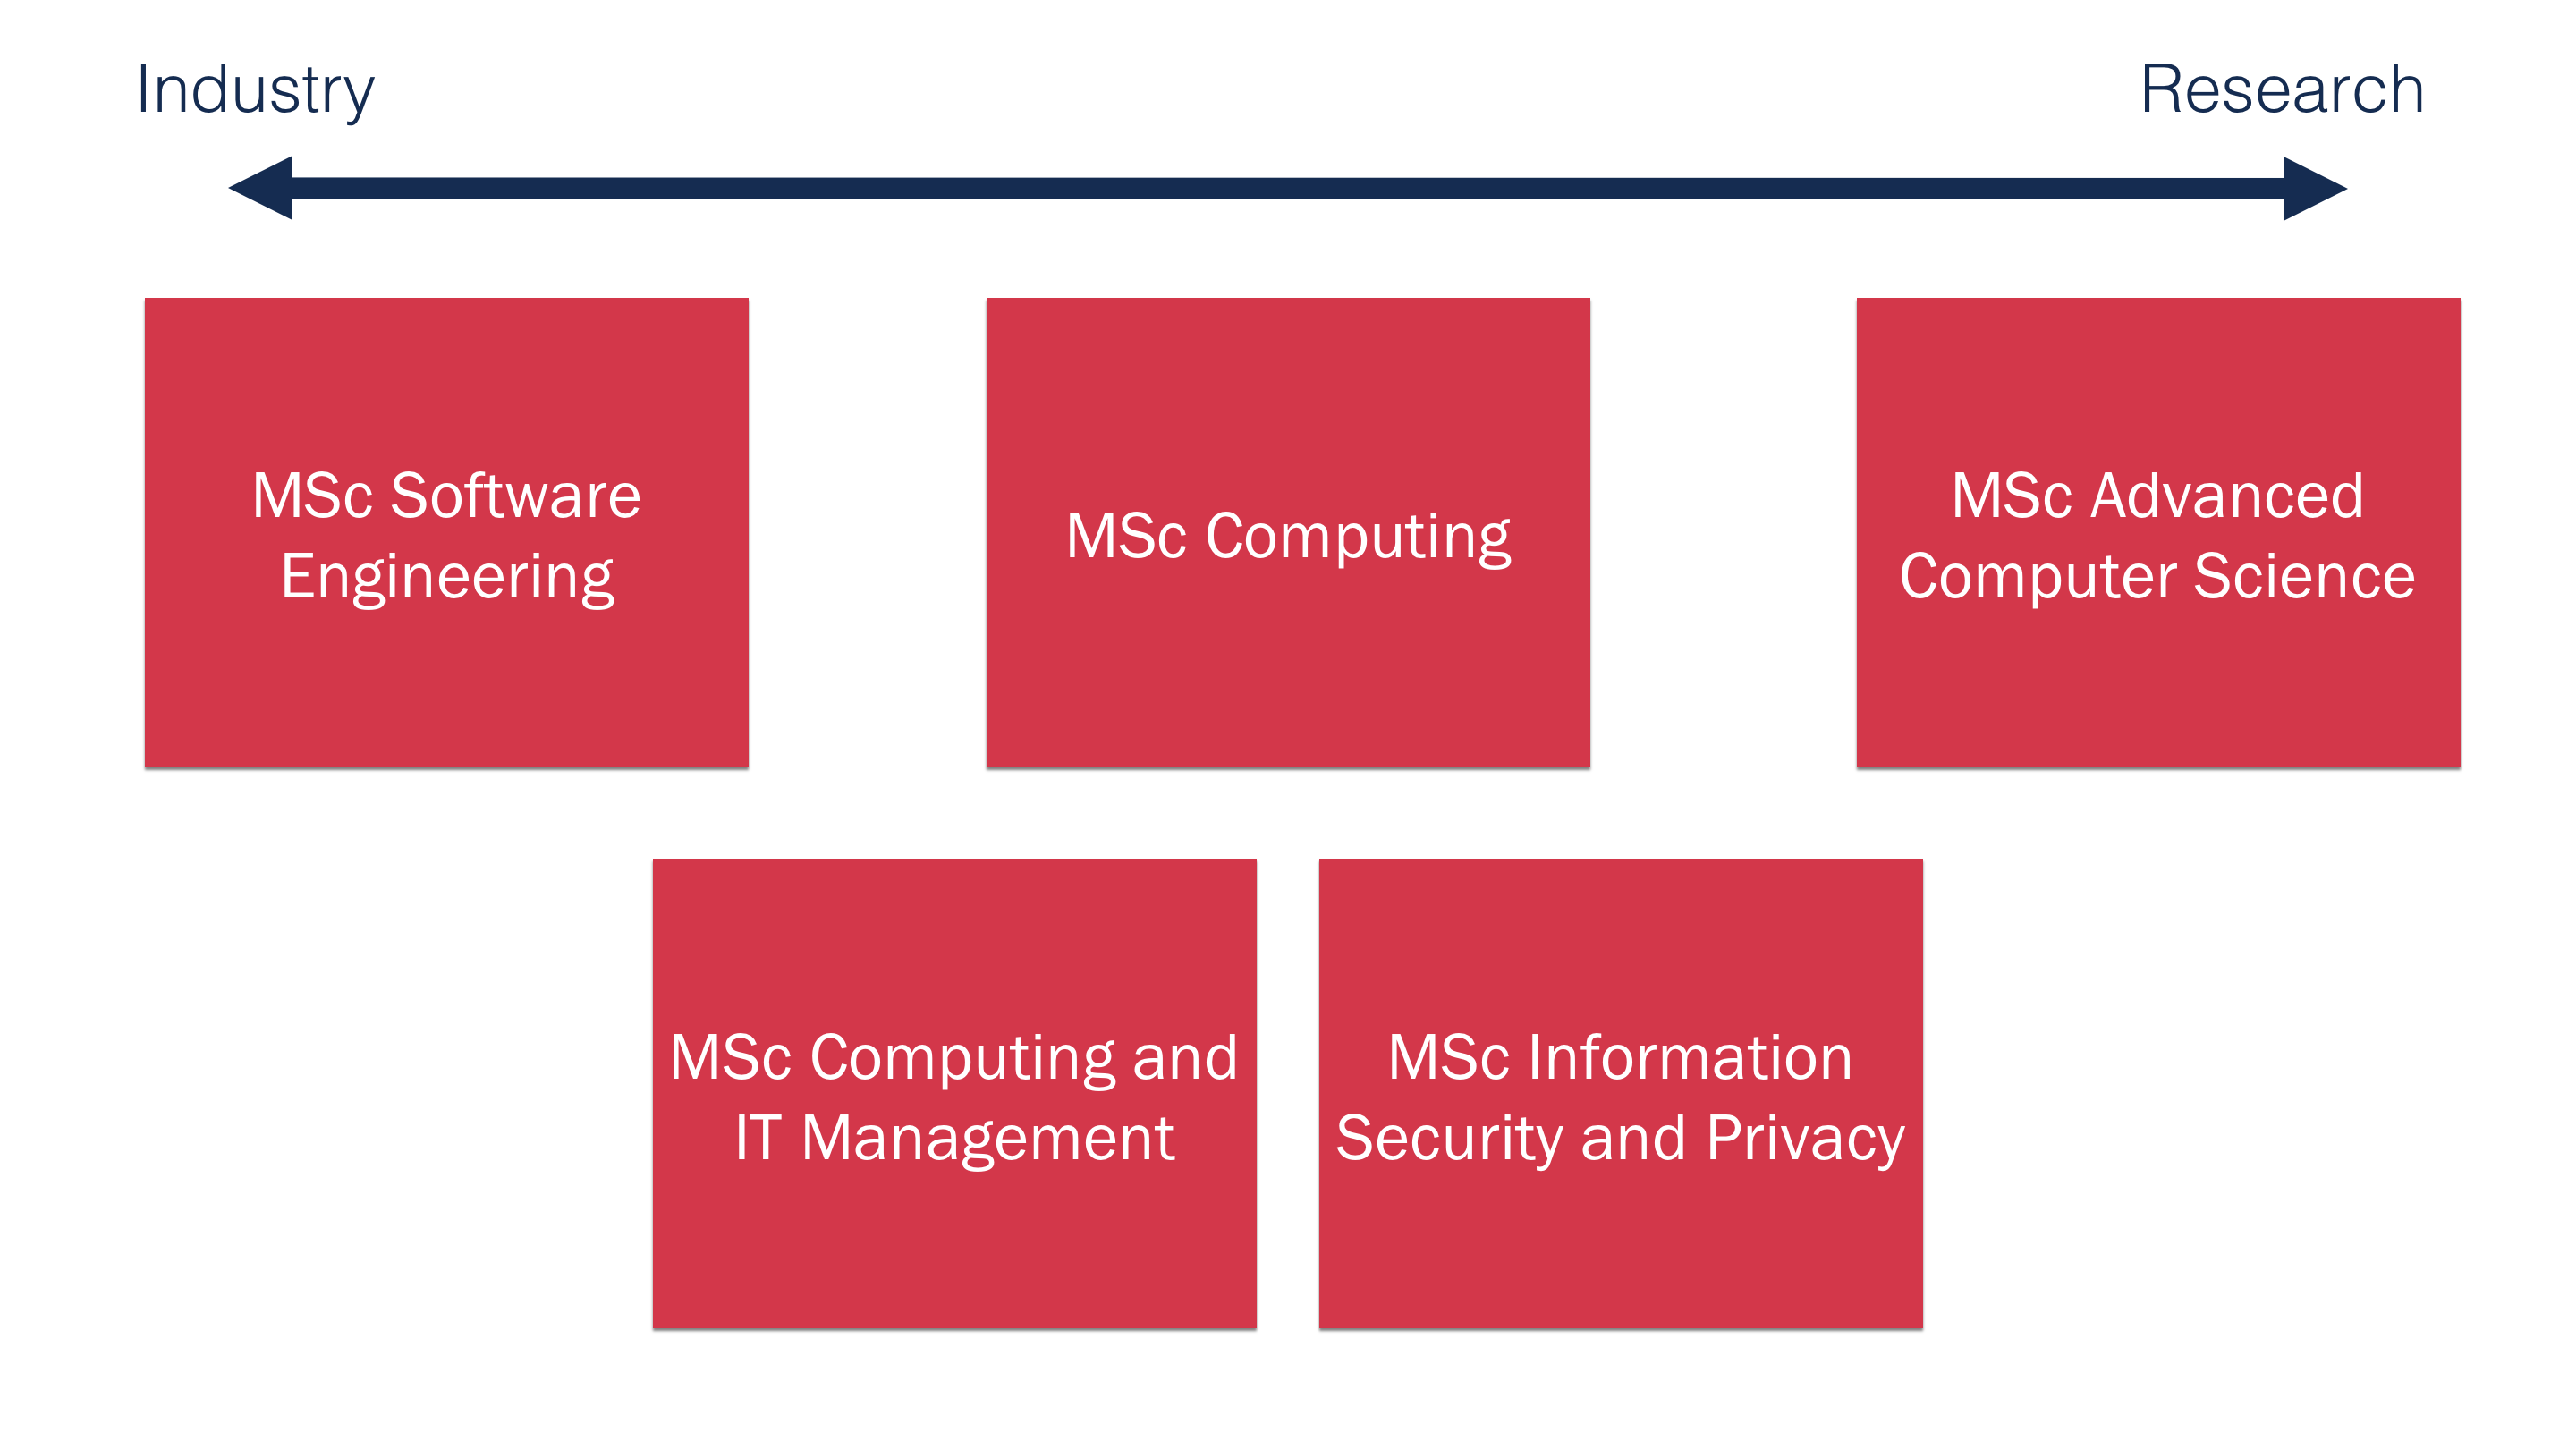 Industry
Research
MSc Software
Engineering
MSc Computing
MSc Advanced
Computer Science
MSc Computing and
IT Management
MSc Information
Security and Privacy